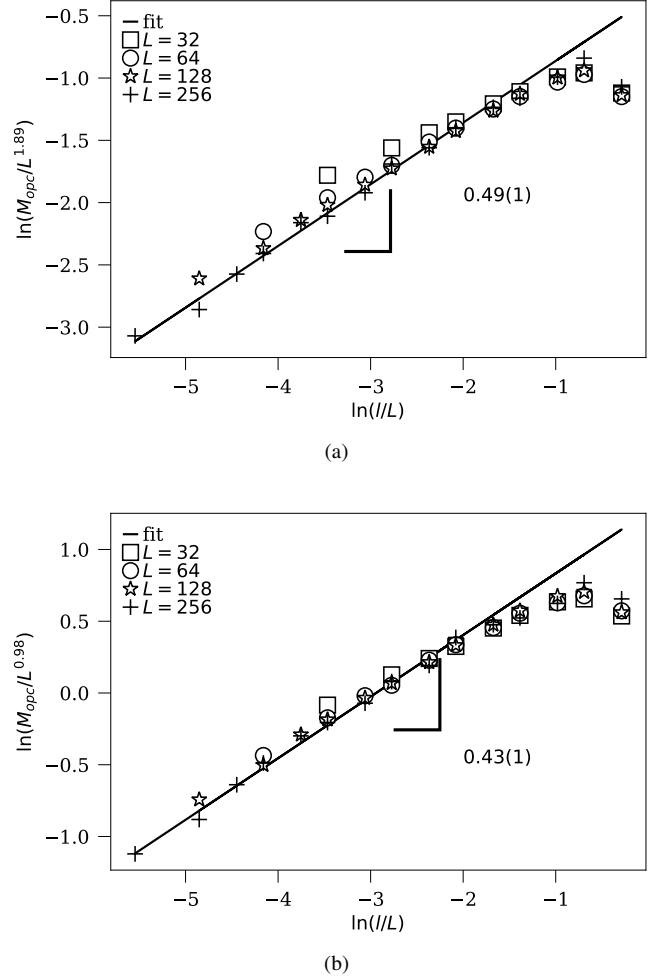 ln(M_opc/L^1.89)
−0.5
−1.0
−1.5
−2.0
−2.5
−3.0
fit
L = 32
L = 64
L = 128
L = 256
0.49(1)
−5 −4 −3 −2 −1
ln(l/L)
(a)
ln(M_opc/L^0.98)
1.0
0.5
0.0
−0.5
−1.0
fit
L = 32
L = 64
L = 128
L = 256
0.43(1)
−5 −4 −3 −2 −1
ln(l/L)
(b)